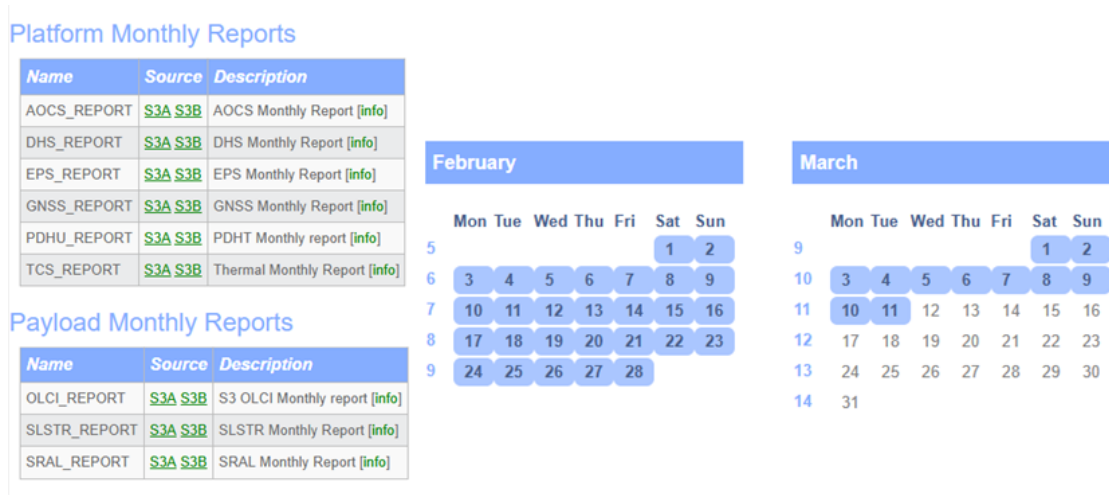 Platform Monthly Reports
Name Source Description
AOCS_REPORT S3A S3B AOCS Monthly Report [info]
DHS_REPORT S3A S3B DHS Monthly Report [info]
EPS_REPORT S3A S3B EPS Monthly Report [info]
GNSS_REPORT S3A S3B GNSS Monthly Report [info]
PDHU_REPORT S3A S3B PDHT Monthly report [info]
TCS_REPORT S3A S3B Thermal Monthly Report [info]
Payload Monthly Reports
Name Source Description
OLCI_REPORT S3A S3B S3 OLCI Monthly report [info]
SLSTR_REPORT S3A S3B SLSTR Monthly Report [info]
SRAL_REPORT S3A S3B SRAL Monthly Report [info]
February
Mon Tue Wed Thu Fri Sat Sun
5 1 2
6 3 4 5 6 7 8 9
7 10 11 12 13 14 15 16
8 17 18 19 20 21 22 23
9 24 25 26 27 28
March
Mon Tue Wed Thu Fri Sat Sun
9 1 2
10 3 4 5 6 7 8 9
11 10 11 12 13 14 15 16
12 17 18 19 20 21 22 23
13 24 25 26 27 28 29 30
14 31